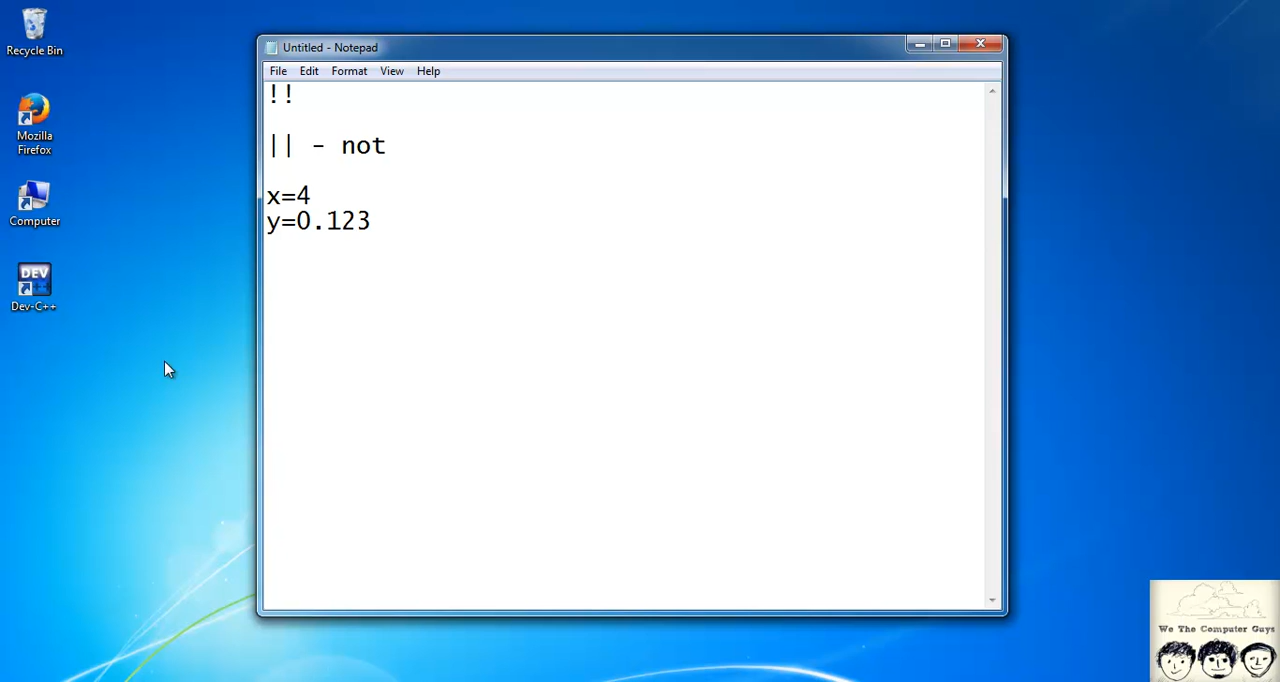 Recycle Bin
Mozilla
Firefox
Computer
DEV
++
Dev-C++
Untitled - Notepad
File Edit Format View Help
!!
|| - not
x=4
y=0.123
We The Computer Guys